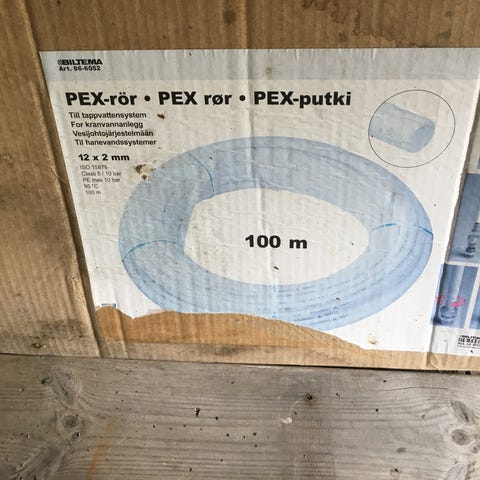 BILTEMA
Art. 86-6052
PEX-rör • PEX rør • PEX-putki
Till tappvattensystem
For kranvannanlegg
Vesijohtojärjestelmään
Til hanevandssystemer
12 x 2 mm
ISO 15875
Class 5 / 10 bar
PE max 10 bar
95 °C
100 m
100 m
BILTEMA